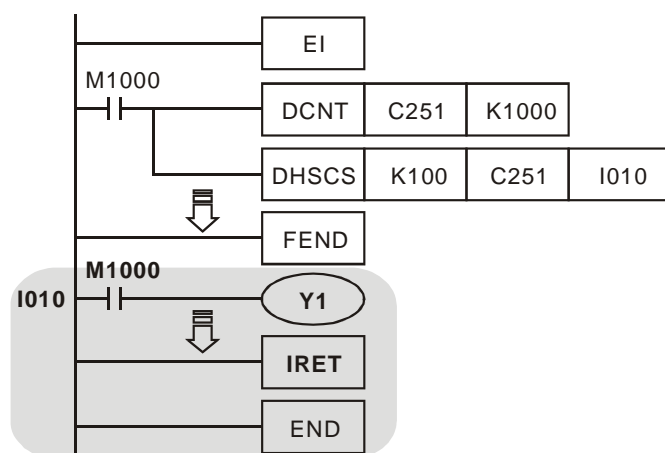 EI
M1000
DCNT C251 K1000
DHSCS K100 C251 I010
FEND
M1000
I010 Y1
IRET
END